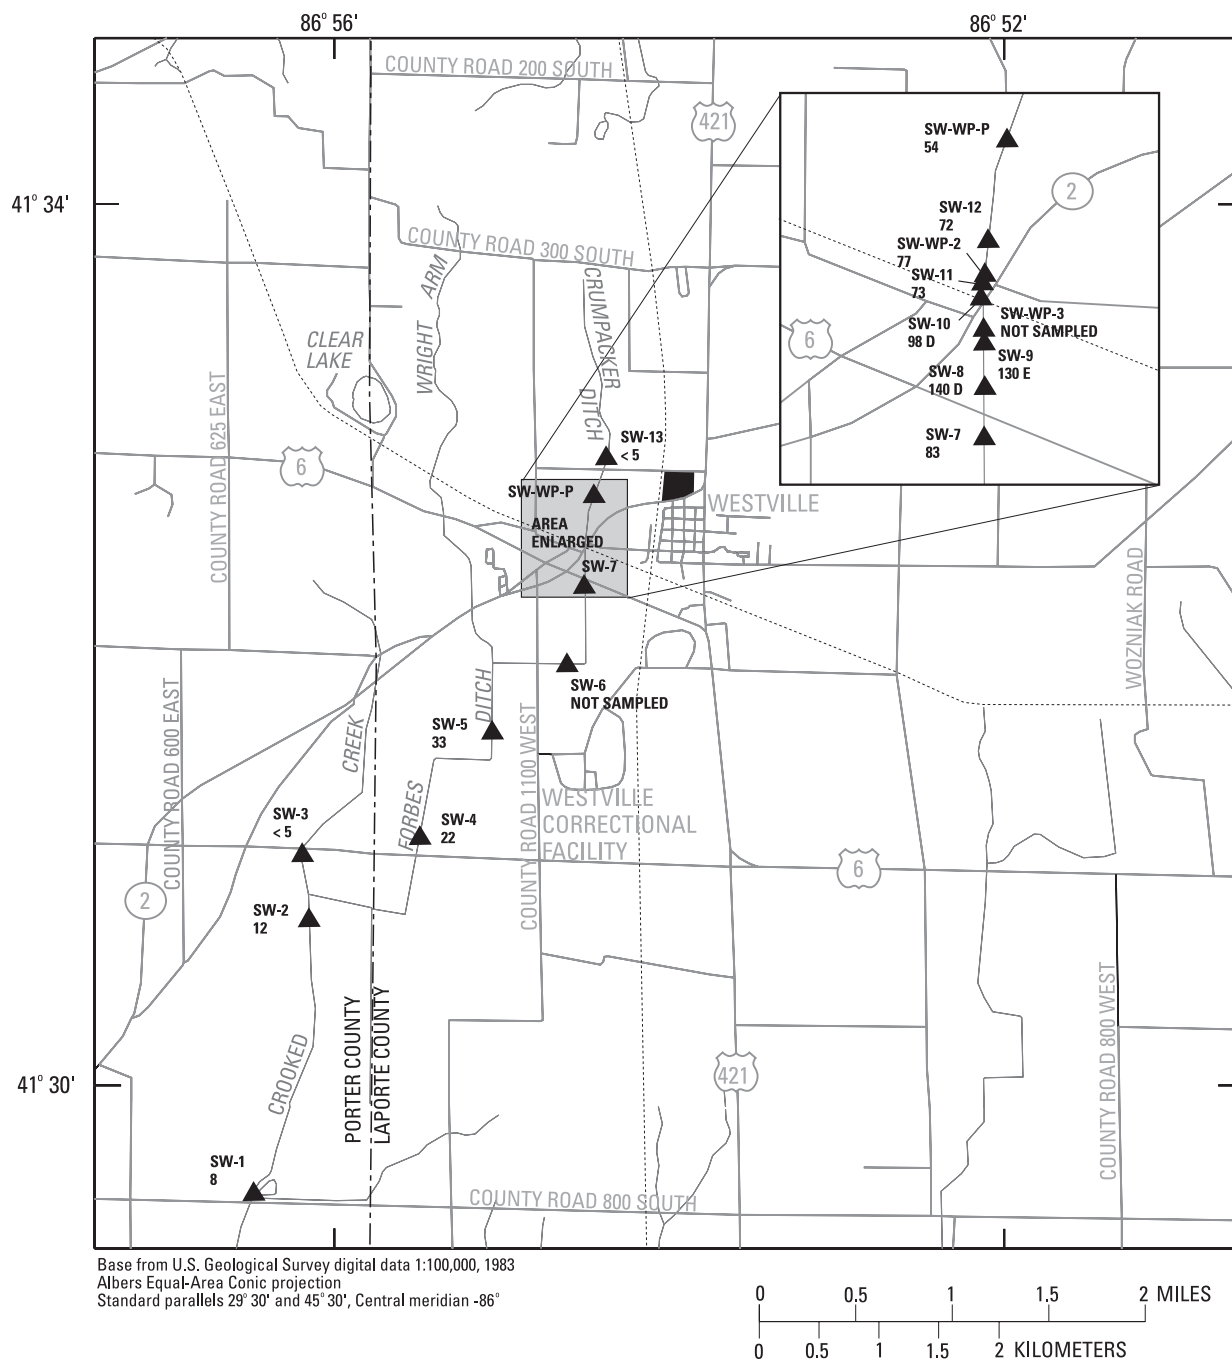 86° 56'
86° 52'
COUNTY ROAD 200 SOUTH
421
41° 34'
SW-WP-P
54
2
SW-12
72
SW-WP-2
77
SW-11
73
SW-10
98 D
SW-WP-3
NOT SAMPLED
6
SW-9
130 E
SW-8
140 D
SW-7
83
COUNTY ROAD 300 SOUTH
WRIGHT ARM
CRUMPACKER DITCH
CLEAR
LAKE
COUNTY ROAD 625 EAST
6
SW-13
< 5
SW-WP-P
WESTVILLE
AREA
ENLARGED
SW-7
WOZNIAK ROAD
SW-6
NOT SAMPLED
COUNTY ROAD 600 EAST
CREEK
DITCH
SW-5
33
COUNTY ROAD 1100 WEST
WESTVILLE
CORRECTIONAL
FACILITY
SW-3
< 5
FORBES
SW-4
22
6
2
SW-2
12
COUNTY ROAD 800 WEST
PORTER COUNTY
LAPORTE COUNTY
41° 30'
CROOKED
421
SW-1
8
COUNTY ROAD 800 SOUTH
Base from U.S. Geological Survey digital data 1:100,000, 1983
Albers Equal-Area Conic projection
Standard parallels 29° 30' and 45° 30', Central meridian -86°
0 0.5 1 1.5 2 MILES
0 0.5 1 1.5 2 KILOMETERS